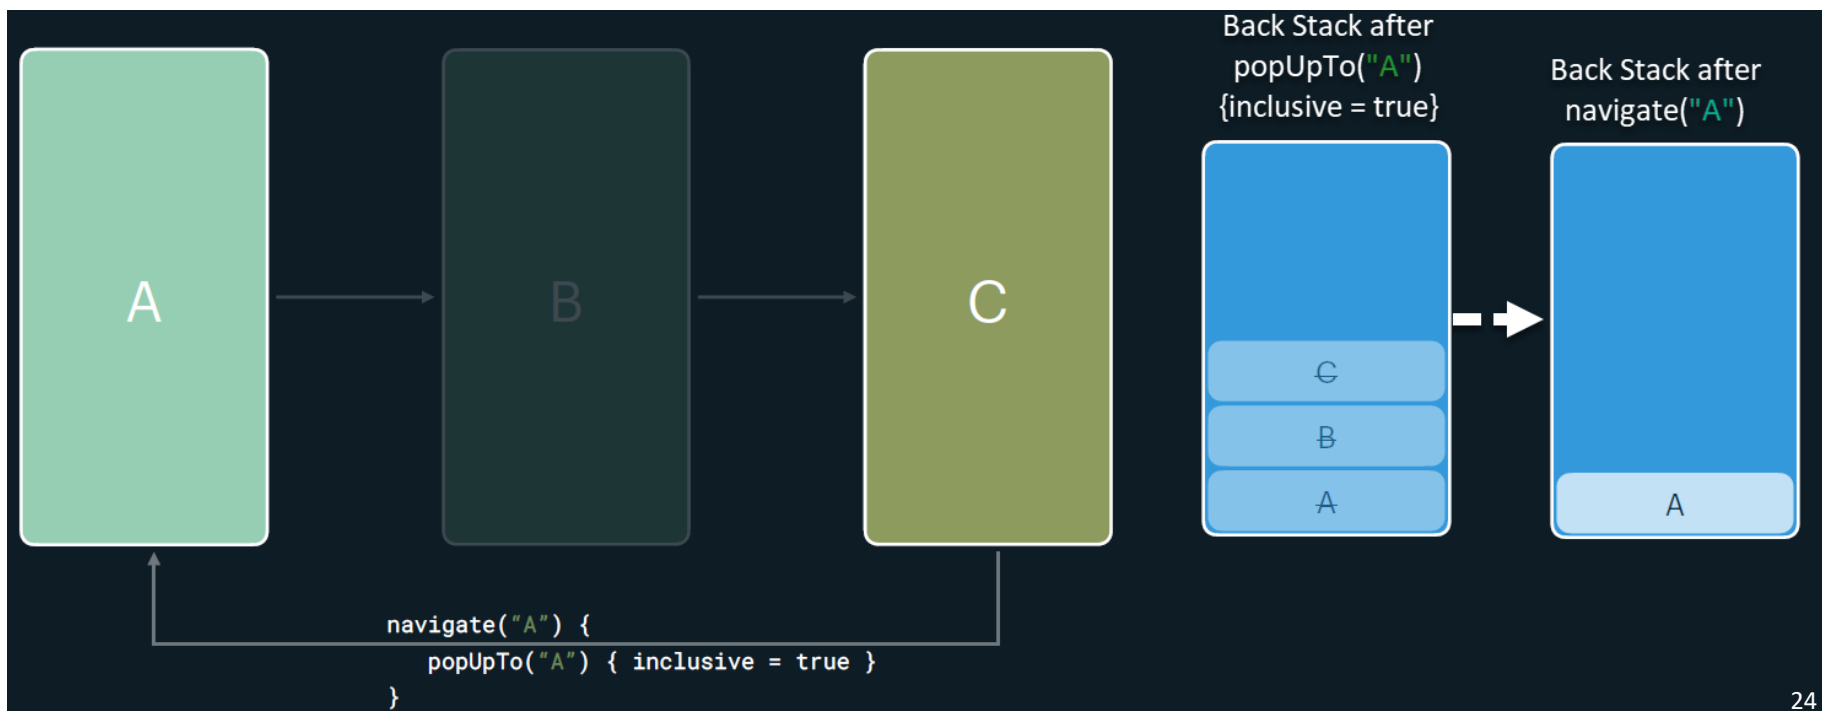 A
B
C
navigate("A") {
popUpTo("A") { inclusive = true }
}
Back Stack after
popUpTo("A")
{inclusive = true}
C
B
A
Back Stack after
navigate("A")
A
24